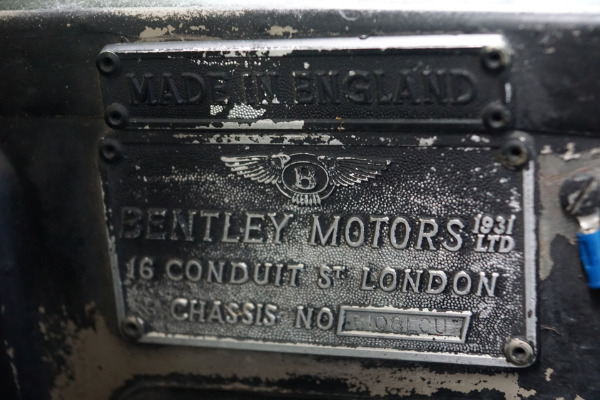 MADE IN ENGLAND
B
BENTLEY MOTORS 1931 LTD
16 CONDUIT ST LONDON
CHASSIS NO